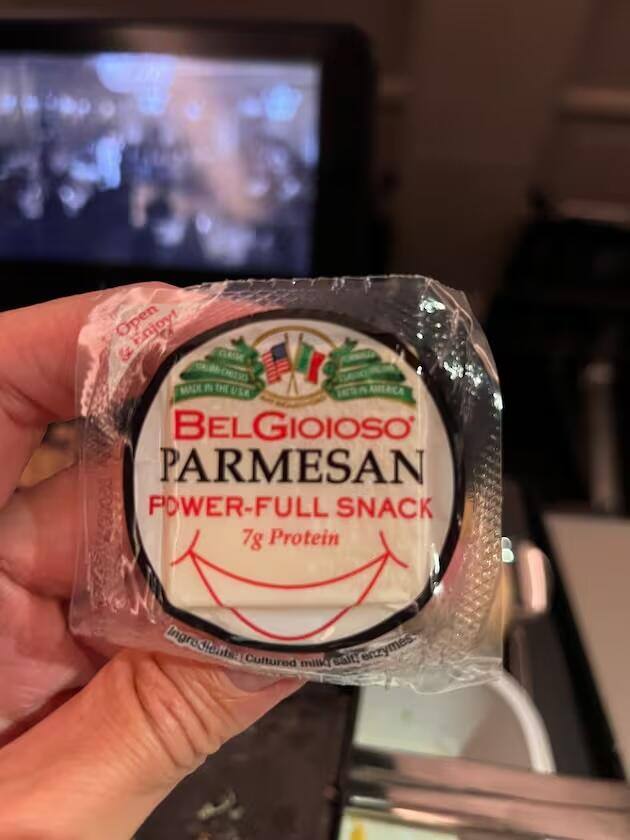 Open
& Enjoy!
CLASSIC
ITALIAN CHEESES
MADE IN THE U.S.A.
BELGIOIOSO®
PARMESAN
POWER-FULL SNACK
7g Protein
Ingredients: Cultured milk, salt, enzymes.